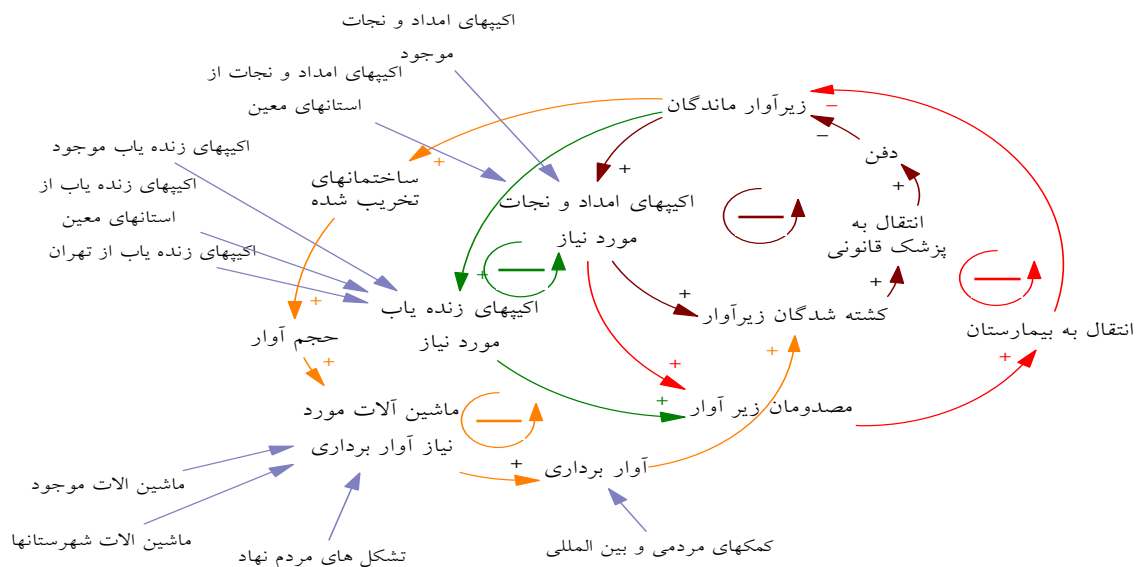 اکیپهای امداد و نجات
موجود
اکیپهای امداد و نجات از
استانهای معین
زیرآوار ماندگان
اکیپهای زنده یاب موجود
دفن
ساختمانهای
تخریب شده
اکیپهای زنده یاب از
استانهای معین
اکیپهای امداد و نجات
مورد نیاز
انتقال به
پزشک قانونی
اکیپهای زنده یاب از تهران
اکیپهای زنده یاب
مورد نیاز
کشته شدگان زیرآوار
انتقال به بیمارستان
حجم آوار
ماشین آلات مورد
نیاز آوار برداری
مصدومان زیر آوار
آوار برداری
ماشین الات موجود
ماشین الات شهرستانها
تشکل های مردم نهاد
کمکهای مردمی و بین المللی